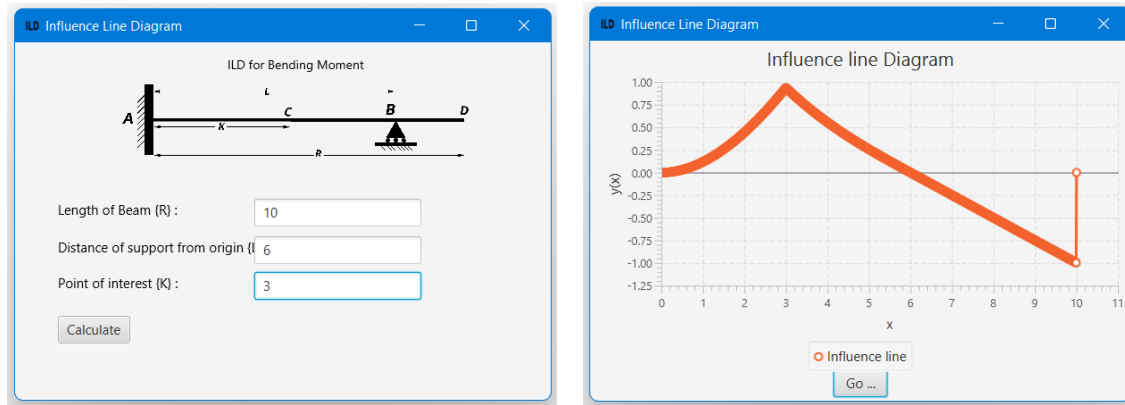 ILD Influence Line Diagram
ILD for Bending Moment
L
A
C
B
D
K
R
Length of Beam {R} :
10
Distance of support from origin {L
6
Point of interest {K} :
3
Calculate
ILD Influence Line Diagram
Influence line Diagram
1.00
0.75
0.50
0.25
0.00
-0.25
-0.50
-0.75
-1.00
-1.25
y(x)
0 1 2 3 4 5 6 7 8 9 10 11
x
Influence line
Go ...